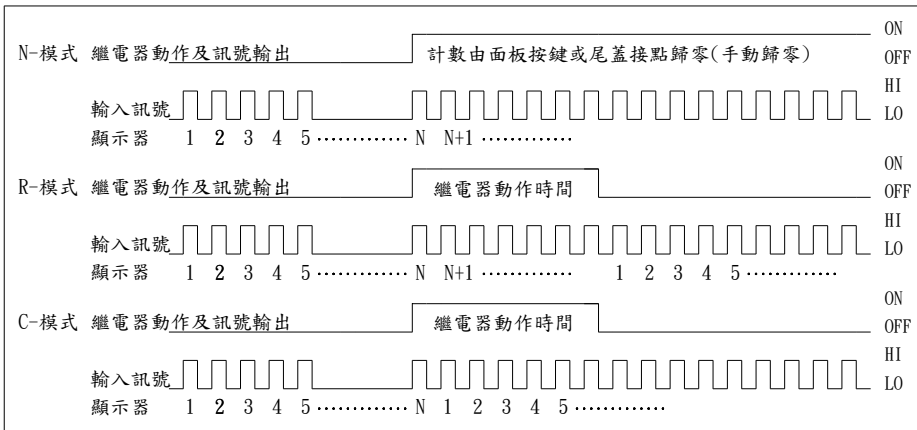 ON
N-模式 繼電器動作及訊號輸出 計數由面板按鍵或尾蓋接點歸零(手動歸零) OFF
HI
輸入訊號 LO
顯示器 1 2 3 4 5 ············ N N+1 ············
ON
R-模式 繼電器動作及訊號輸出 繼電器動作時間 OFF
HI
輸入訊號 LO
顯示器 1 2 3 4 5 ············ N N+1 ············ 1 2 3 4 5 ············
ON
C-模式 繼電器動作及訊號輸出 繼電器動作時間 OFF
HI
輸入訊號 LO
顯示器 1 2 3 4 5 ············ N 1 2 3 4 5 ············